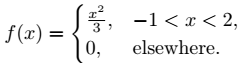 f(x) = { x²/3, −1 < x < 2,
0, elsewhere.